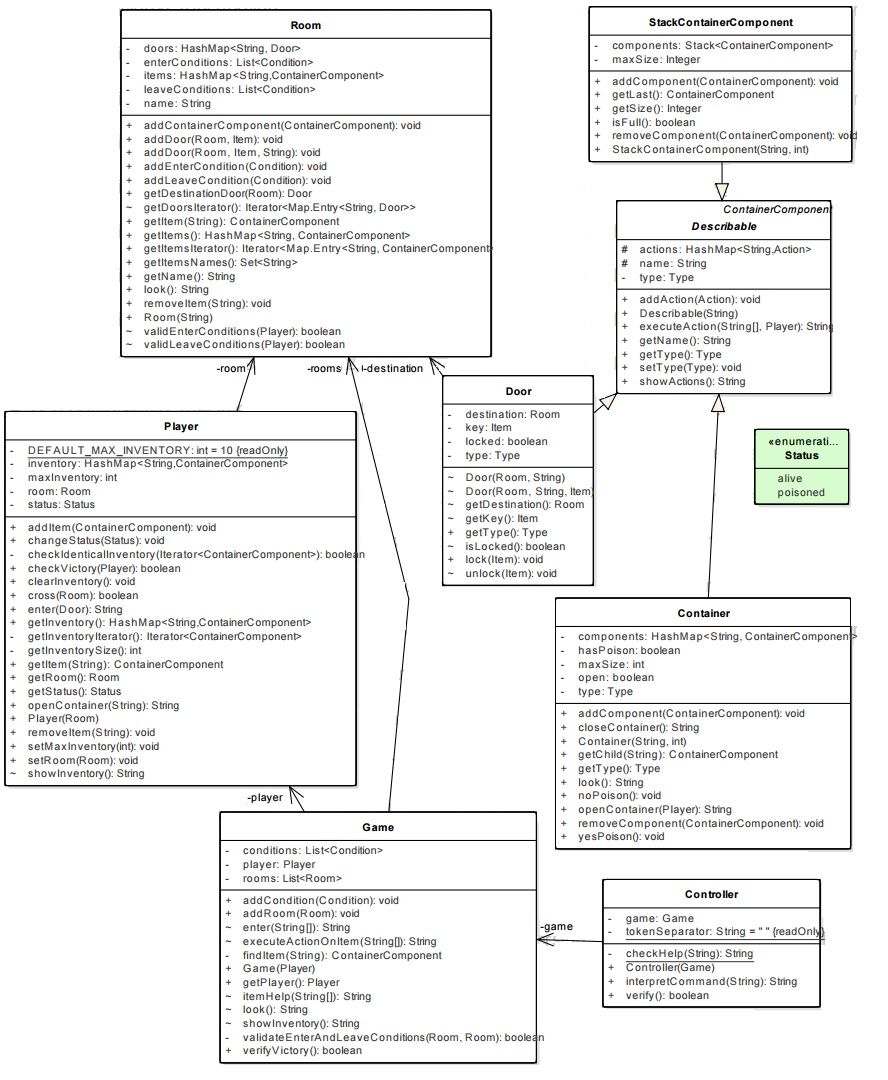 Room
- doors: HashMap<String, Door>
- enterConditions: List<Condition>
- items: HashMap<String,ContainerComponent>
- leaveConditions: List<Condition>
- name: String
+ addContainerComponent(ContainerComponent): void
+ addDoor(Room, Item): void
+ addDoor(Room, Item, String): void
+ addEnterCondition(Condition): void
+ addLeaveCondition(Condition): void
+ getDestinationDoor(Room): Door
~ getDoorsIterator(): Iterator<Map.Entry<String, Door>>
+ getItem(String): ContainerComponent
+ getItems(): HashMap<String, ContainerComponent>
+ getItemsIterator(): Iterator<Map.Entry<String, ContainerComponent
+ getItemsNames(): Set<String>
+ getName(): String
+ look(): String
+ removeItem(String): void
+ Room(String)
~ validEnterConditions(Player): boolean
~ validLeaveConditions(Player): boolean
StackContainerComponent
- components: Stack<ContainerComponent>
- maxSize: Integer
+ addComponent(ContainerComponent): void
+ getLast(): ContainerComponent
+ getSize(): Integer
+ isFull(): boolean
+ removeComponent(ContainerComponent): void
+ StackContainerComponent(String, int)
ContainerComponent
Describable
# actions: HashMap<String,Action>
# name: String
- type: Type
+ addAction(Action): void
+ Describable(String)
+ executeAction(String[], Player): String
+ getName(): String
+ getType(): Type
+ setType(Type): void
+ showActions(): String
-room
-rooms
-destination
Door
- destination: Room
- key: Item
- locked: boolean
- type: Type
~ Door(Room, String)
~ Door(Room, String, Item)
~ getDestination(): Room
~ getKey(): Item
+ getType(): Type
~ isLocked(): boolean
+ lock(Item): void
~ unlock(Item): void
«enumerati...
Status
alive
poisoned
Player
- DEFAULT_MAX_INVENTORY: int = 10 {readOnly}
- inventory: HashMap<String,ContainerComponent>
- maxInventory: int
- room: Room
- status: Status
+ addItem(ContainerComponent): void
+ changeStatus(Status): void
- checkIdenticalInventory(Iterator<ContainerComponent>): boolean
+ checkVictory(Player): boolean
+ clearInventory(): void
+ cross(Room): boolean
+ enter(Door): String
+ getInventory(): HashMap<String,ContainerComponent>
- getInventoryIterator(): Iterator<ContainerComponent>
- getInventorySize(): int
+ getItem(String): ContainerComponent
+ getRoom(): Room
+ getStatus(): Status
+ openContainer(String): String
+ Player(Room)
+ removeItem(String): void
+ setMaxInventory(int): void
+ setRoom(Room): void
~ showInventory(): String
Container
- components: HashMap<String, ContainerComponent>
- hasPoison: boolean
- maxSize: int
- open: boolean
- type: Type
+ addComponent(ContainerComponent): void
+ closeContainer(): String
+ Container(String, int)
+ getChild(String): ContainerComponent
+ getType(): Type
+ look(): String
+ noPoison(): void
+ openContainer(Player): String
+ removeComponent(ContainerComponent): void
+ yesPoison(): void
-player
Game
- conditions: List<Condition>
- player: Player
- rooms: List<Room>
+ addCondition(Condition): void
+ addRoom(Room): void
~ enter(String[]): String
~ executeActionOnItem(String[]): String
- findItem(String): ContainerComponent
+ Game(Player)
+ getPlayer(): Player
~ itemHelp(String[]): String
~ look(): String
~ showInventory(): String
- validateEnterAndLeaveConditions(Room, Room): boolean
+ verifyVictory(): boolean
-game
Controller
- game: Game
- tokenSeparator: String = " " {readOnly}
- checkHelp(String): String
+ Controller(Game)
+ interpretCommand(String): String
+ verify(): boolean